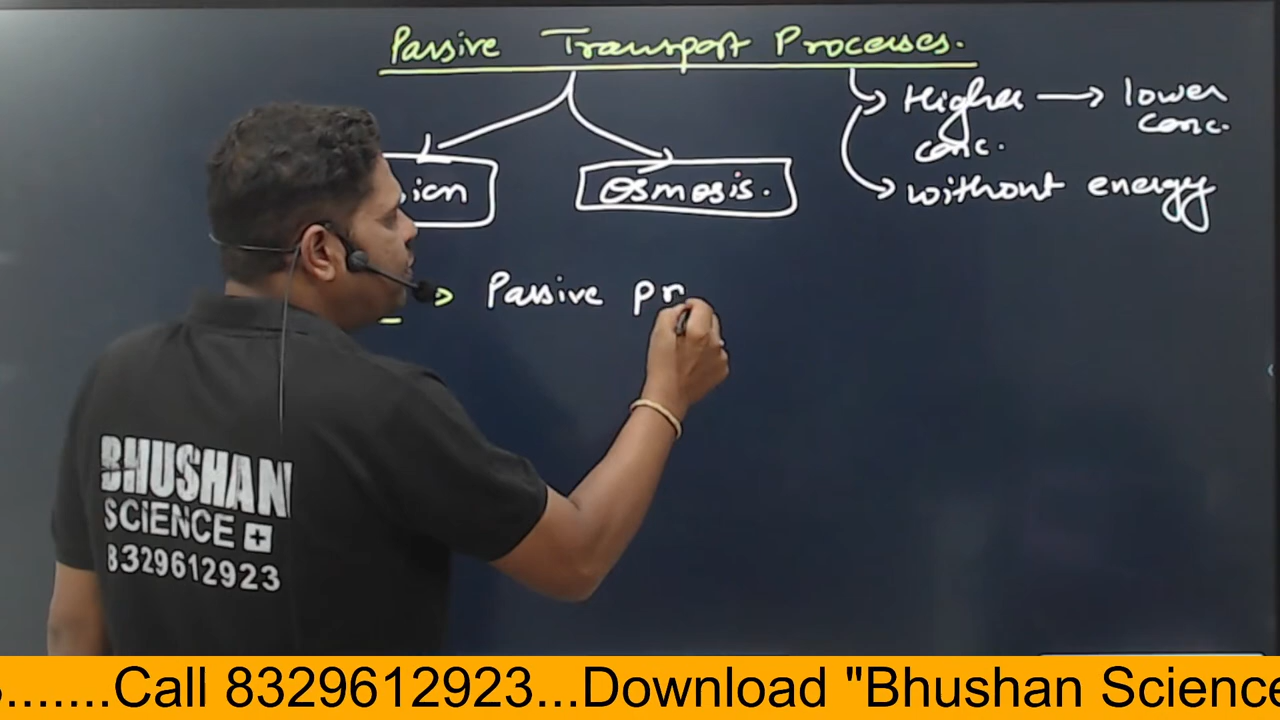 Passive Transport Processes.
Higher conc. → lower conc.
without energy
sion
Osmosis.
Passive pr
BHUSHAN
SCIENCE +
8329612923
.......Call 8329612923...Download "Bhushan Science